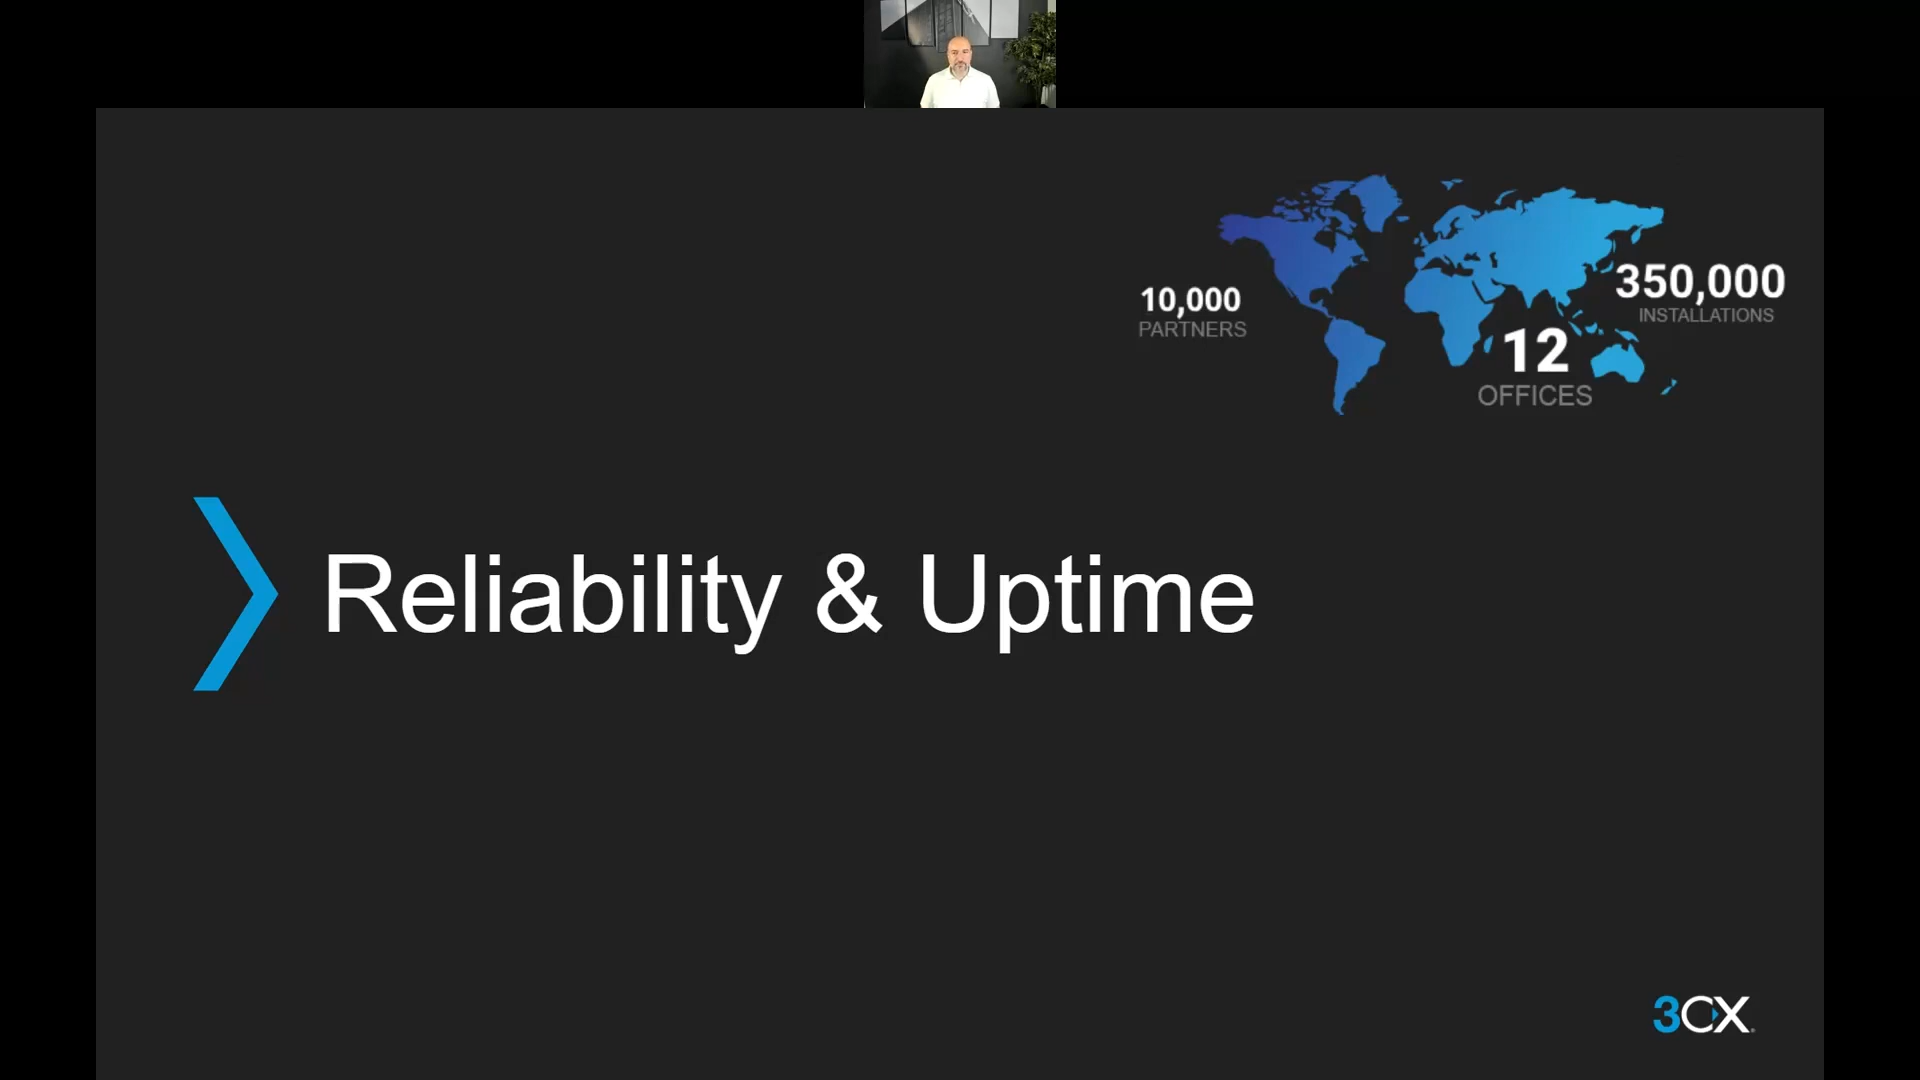 10,000
PARTNERS
350,000
INSTALLATIONS
12
OFFICES
Reliability & Uptime
3CX